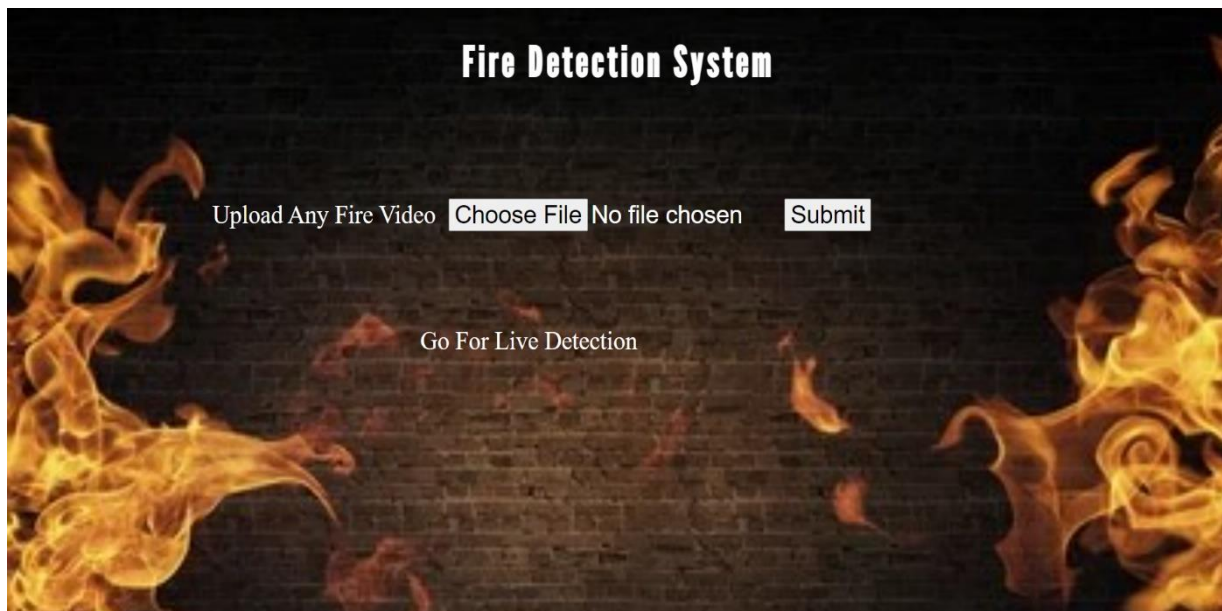 Fire Detection System
Upload Any Fire Video Choose File No file chosen Submit
Go For Live Detection